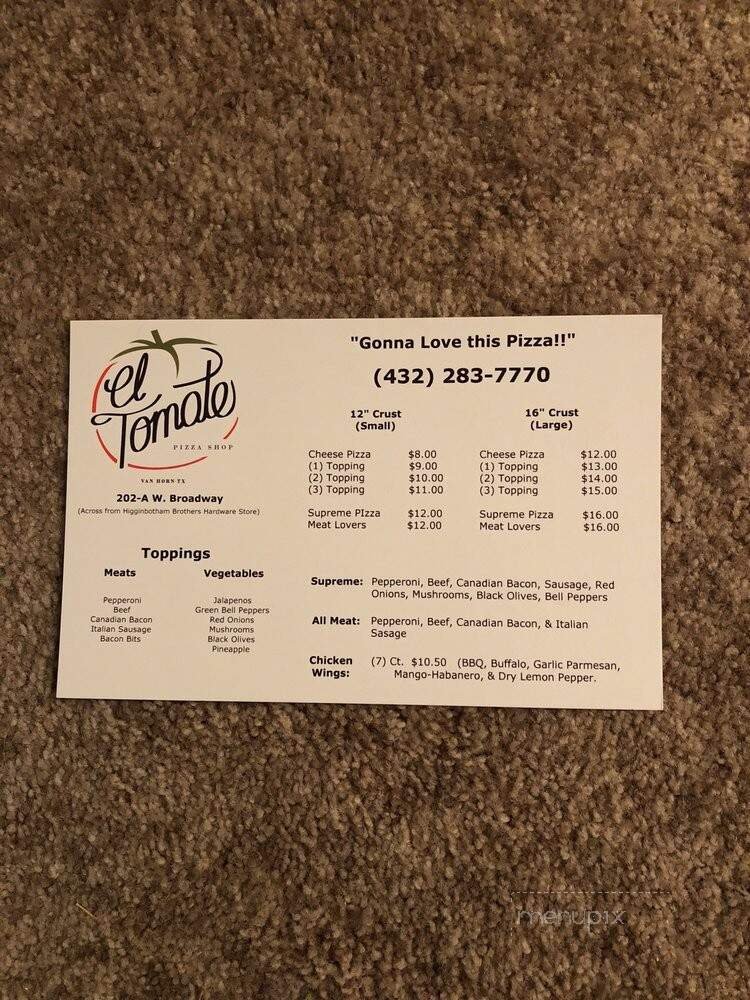 El
Tomate
PIZZA SHOP
VAN HORN TX
202-A W. Broadway
(Across from Higginbotham Brothers Hardware Store)
Toppings
Meats
Pepperoni
Beef
Canadian Bacon
Italian Sausage
Bacon Bits
Vegetables
Jalapenos
Green Bell Peppers
Red Onions
Mushrooms
Black Olives
Pineapple
"Gonna Love this Pizza!!"
(432) 283-7770
12" Crust
(Small)
Cheese Pizza $8.00
(1) Topping $9.00
(2) Topping $10.00
(3) Topping $11.00
Supreme PIzza $12.00
Meat Lovers $12.00
16" Crust
(Large)
Cheese Pizza $12.00
(1) Topping $13.00
(2) Topping $14.00
(3) Topping $15.00
Supreme Pizza $16.00
Meat Lovers $16.00
Supreme: Pepperoni, Beef, Canadian Bacon, Sausage, Red
Onions, Mushrooms, Black Olives, Bell Peppers
All Meat: Pepperoni, Beef, Canadian Bacon, & Italian
Sasage
Chicken Wings: (7) Ct. $10.50 (BBQ, Buffalo, Garlic Parmesan,
Mango-Habanero, & Dry Lemon Pepper.
menupix